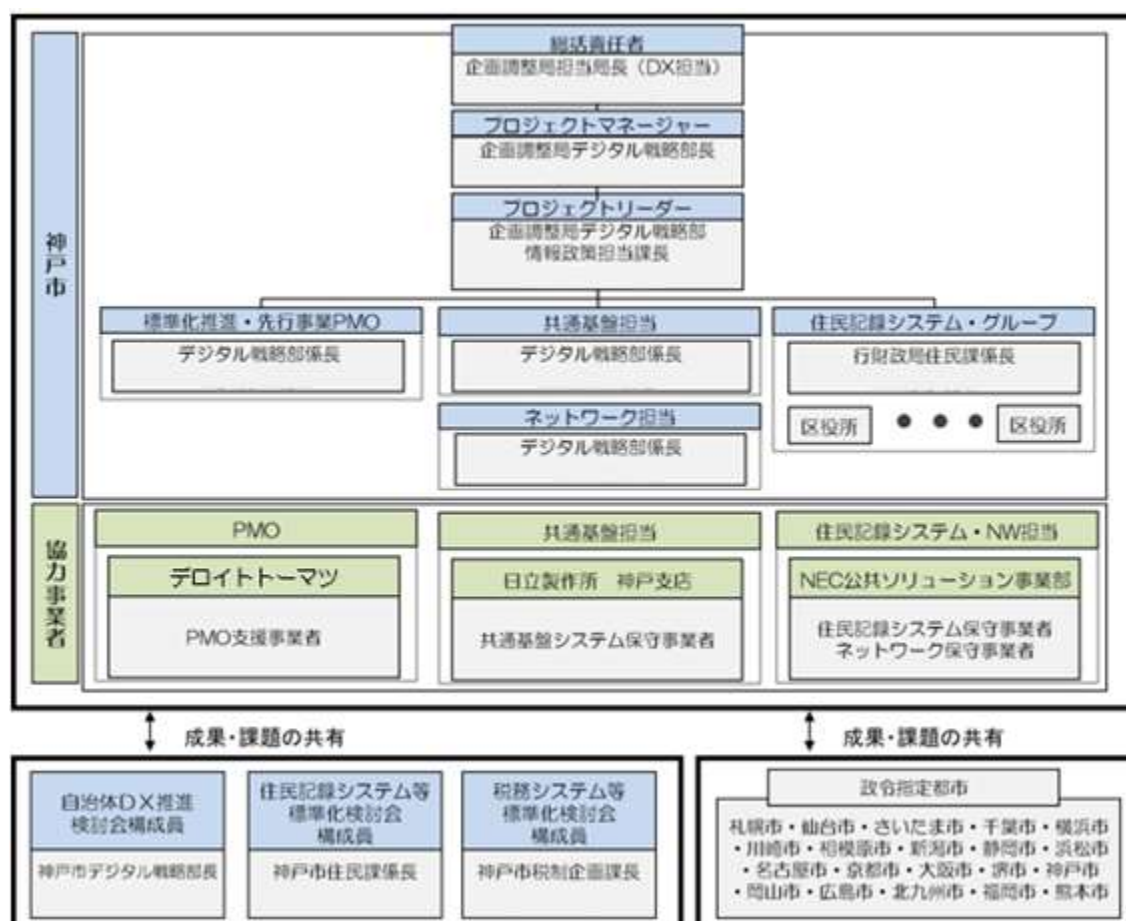 神戸市
総括責任者
企画調整局担当局長（DX担当）
プロジェクトマネージャー
企画調整局デジタル戦略部長
プロジェクトリーダー
企画調整局デジタル戦略部
情報政策担当課長
標準化推進・先行事業PMO
デジタル戦略部係長
共通基盤担当
デジタル戦略部係長
ネットワーク担当
デジタル戦略部係長
住民記録システム・グループ
行財政局住民課係長
区役所 ● ● ● 区役所
協力事業者
PMO
デロイトトーマツ
PMO支援事業者
共通基盤担当
日立製作所　神戸支店
共通基盤システム保守事業者
住民記録システム・NW担当
NEC公共ソリューション事業部
住民記録システム保守事業者
ネットワーク保守事業者
成果・課題の共有
成果・課題の共有
自治体DX推進
検討会構成員
神戸市デジタル戦略部長
住民記録システム等
標準化検討会
構成員
神戸市住民課係長
税務システム等
標準化検討会
構成員
神戸市税制企画課長
政令指定都市
札幌市・仙台市・さいたま市・千葉市・横浜市
・川崎市・相模原市・新潟市・静岡市・浜松市
・名古屋市・京都市・大阪市・堺市・神戸市
・岡山市・広島市・北九州市・福岡市・熊本市